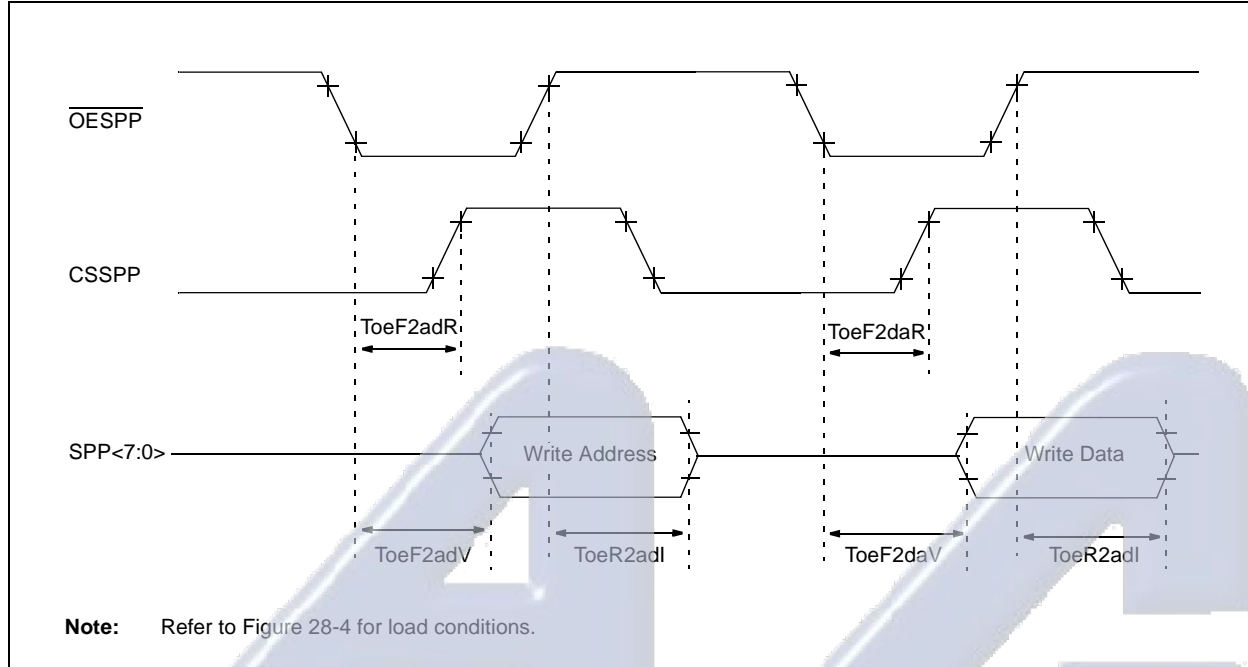 OESPP
CSSPP
ToeF2adR
ToeF2daR
SPP<7:0>
Write Address
Write Data
ToeF2adV
ToeR2adI
ToeF2daV
ToeR2adI
Note: Refer to Figure 28-4 for load conditions.